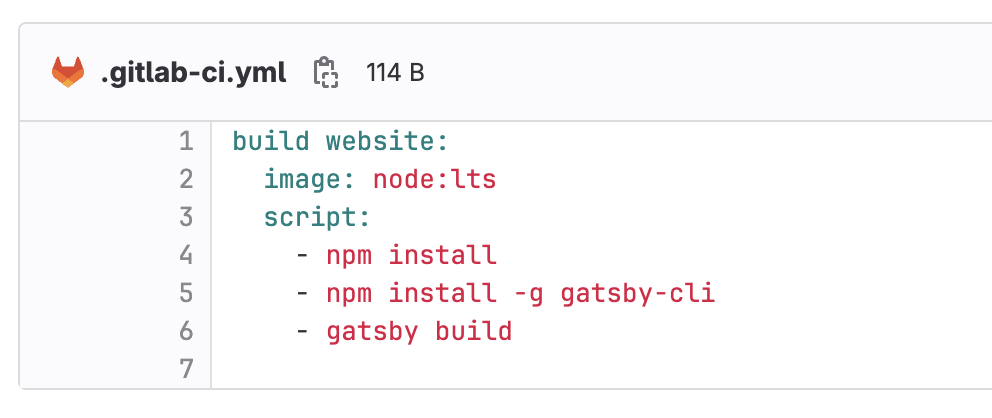 .gitlab-ci.yml 114 B
1 build website:
2   image: node:lts
3   script:
4     - npm install
5     - npm install -g gatsby-cli
6     - gatsby build
7